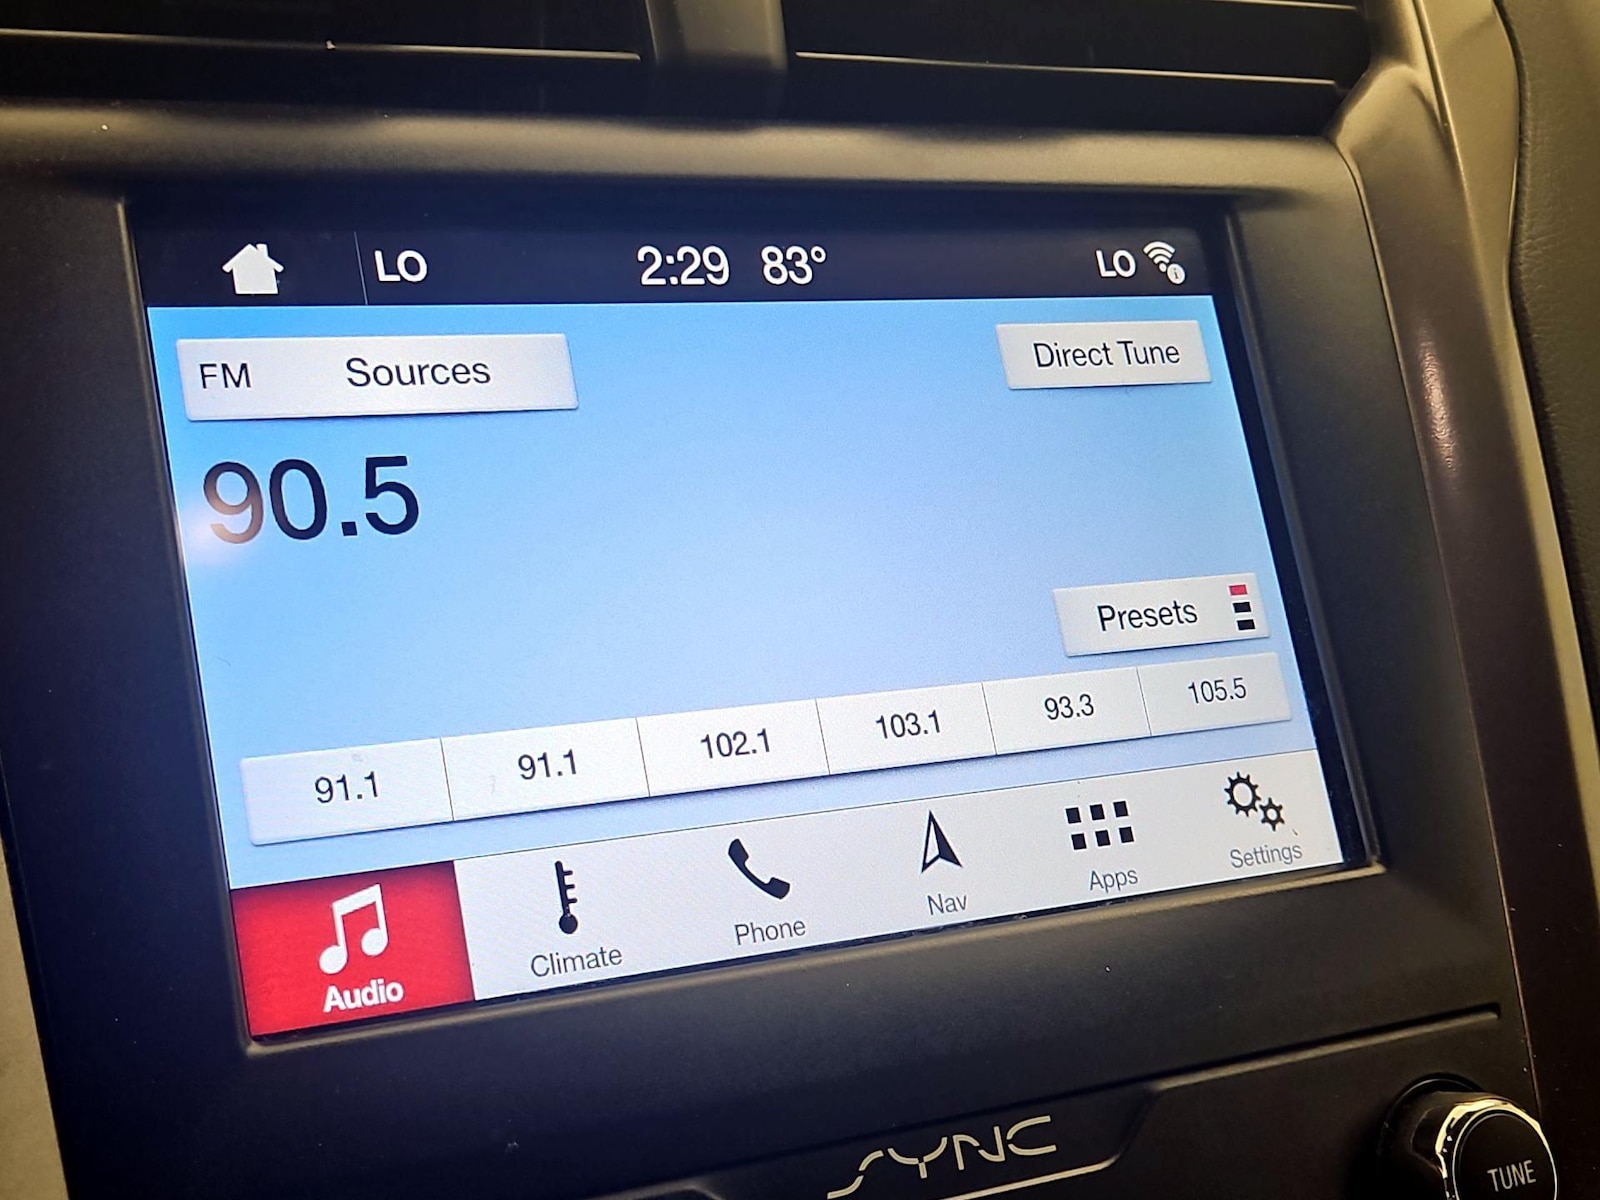 LO 2:29 83° LO
FM Sources Direct Tune
90.5
Presets
91.1 91.1 102.1 103.1 93.3 105.5
Audio Climate Phone Nav Apps Settings
SYNC
TUNE